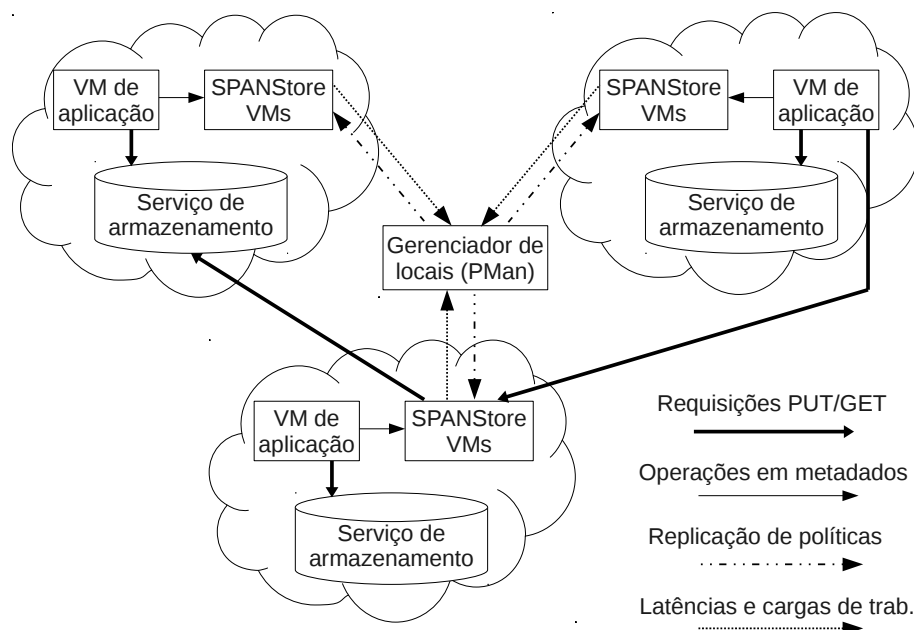 VM de
aplicação
SPANStore
VMs
Serviço de
armazenamento
SPANStore
VMs
VM de
aplicação
Serviço de
armazenamento
Gerenciador de
locais (PMan)
VM de
aplicação
SPANStore
VMs
Serviço de
armazenamento
Requisições PUT/GET
Operações em metadados
Replicação de políticas
Latências e cargas de trab.